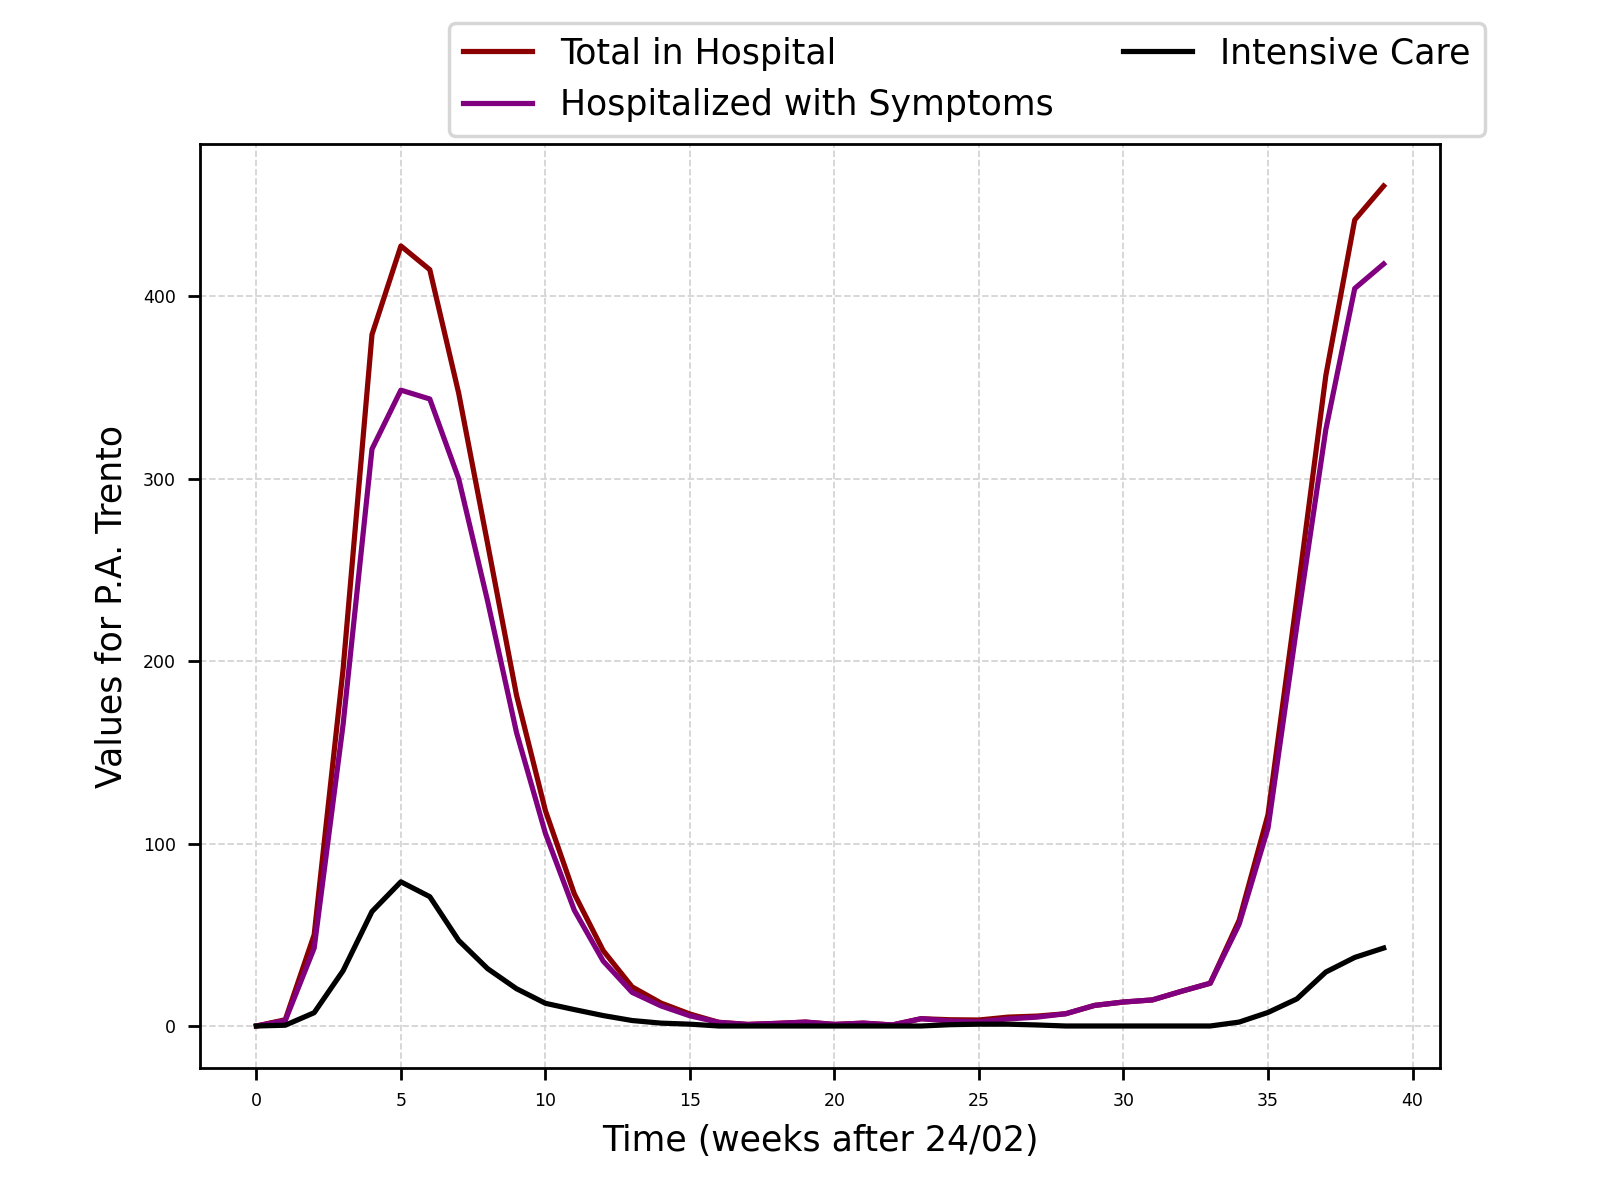 Total in Hospital
Hospitalized with Symptoms
Intensive Care
Values for P.A. Trento
400
300
200
100
0
0 5 10 15 20 25 30 35 40
Time (weeks after 24/02)